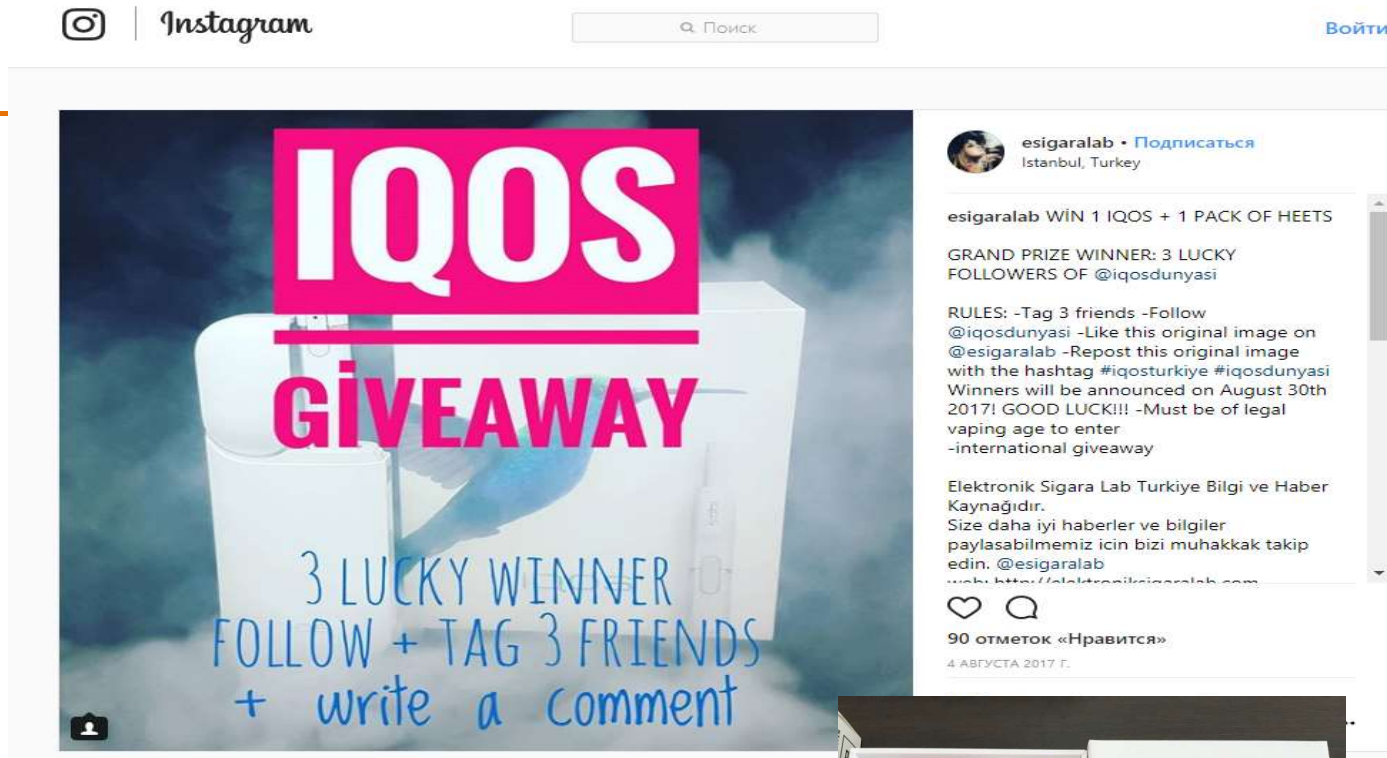 Instagram
Поиск
Войти
IQOS
GİVEAWAY
3 LUCKY WINNER
FOLLOW + TAG 3 FRIENDS
+ write a comment
esigaralab • Подписаться
Istanbul, Turkey
esigaralab WİN 1 IQOS + 1 PACK OF HEETS
GRAND PRIZE WINNER: 3 LUCKY
FOLLOWERS OF @iqosdunyasi
RULES: -Tag 3 friends -Follow
@iqosdunyasi -Like this original image on
@esigaralab -Repost this original image
with the hashtag #iqosturkiye #iqosdunyasi
Winners will be announced on August 30th
2017! GOOD LUCK!!! -Must be of legal
vaping age to enter
-international giveaway
Elektronik Sigara Lab Turkiye Bilgi ve Haber
Kaynağıdır.
Size daha iyi haberler ve bilgiler
paylasabilmemiz icin bizi muhakkak takip
edin. @esigaralab
90 отметок «Нравится»
4 АВГУСТА 2017 Г.